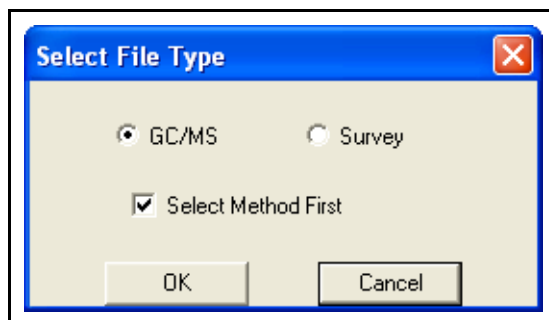 Select File Type
GC/MS Survey
Select Method First
OK Cancel